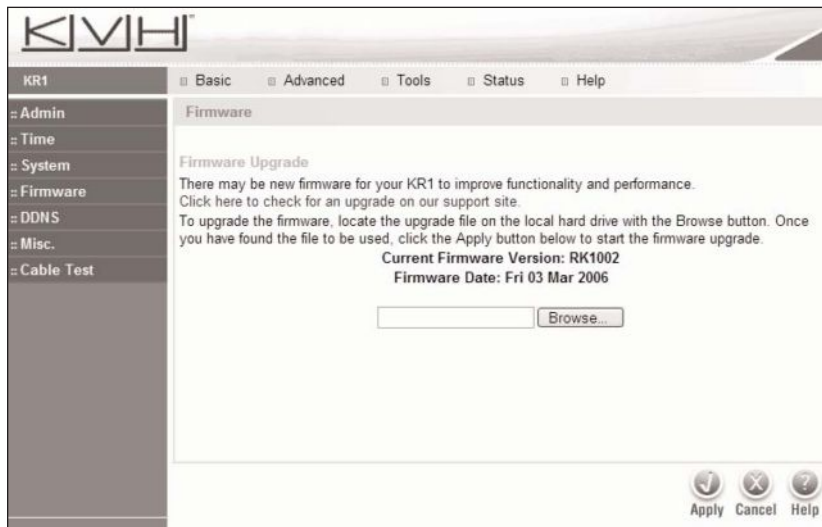 KVH
KR1
Basic Advanced Tools Status Help
Admin
Time
System
Firmware
DDNS
Misc.
Cable Test
Firmware
Firmware Upgrade
There may be new firmware for your KR1 to improve functionality and performance.
Click here to check for an upgrade on our support site.
To upgrade the firmware, locate the upgrade file on the local hard drive with the Browse button. Once
you have found the file to be used, click the Apply button below to start the firmware upgrade.
Current Firmware Version: RK1002
Firmware Date: Fri 03 Mar 2006
Browse...
Apply Cancel Help